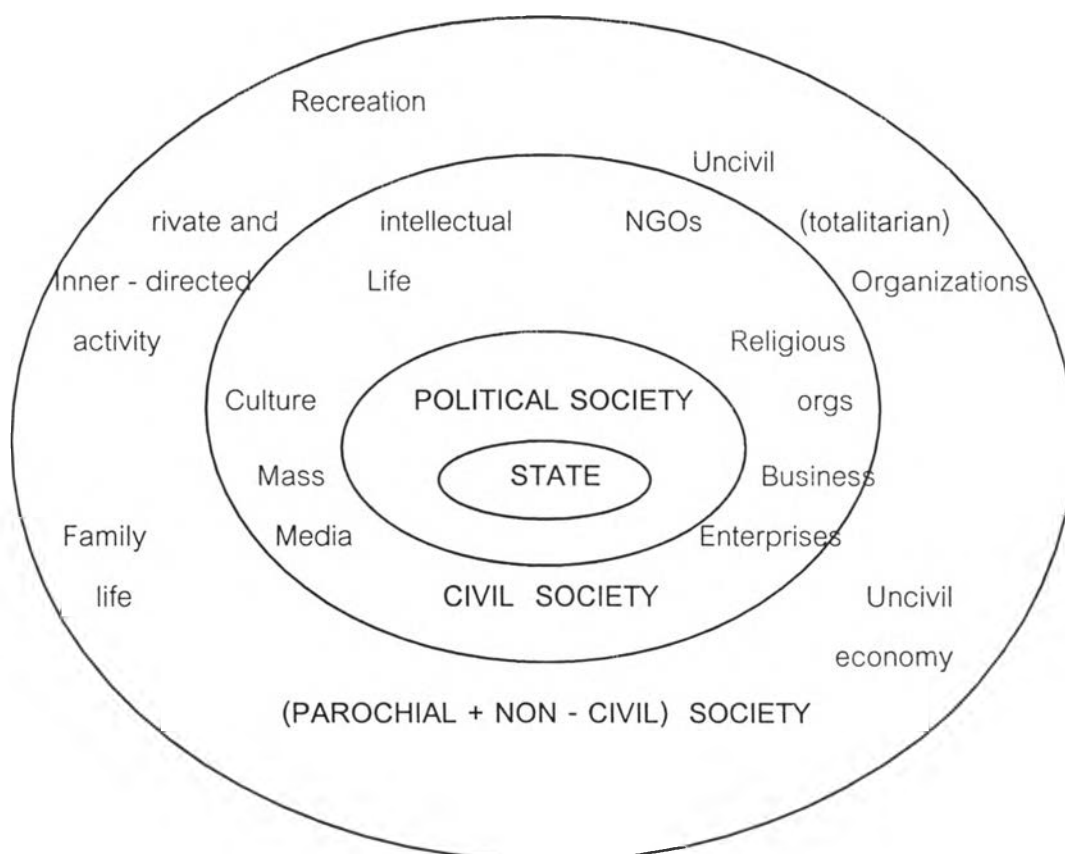 Recreation
Uncivil
rivate and intellectual NGOs (totalitarian)
Inner - directed Life Organizations
activity Religious
Culture POLITICAL SOCIETY orgs
Mass STATE Business
Family Media Enterprises
life CIVIL SOCIETY Uncivil
economy
(PAROCHIAL + NON - CIVIL) SOCIETY